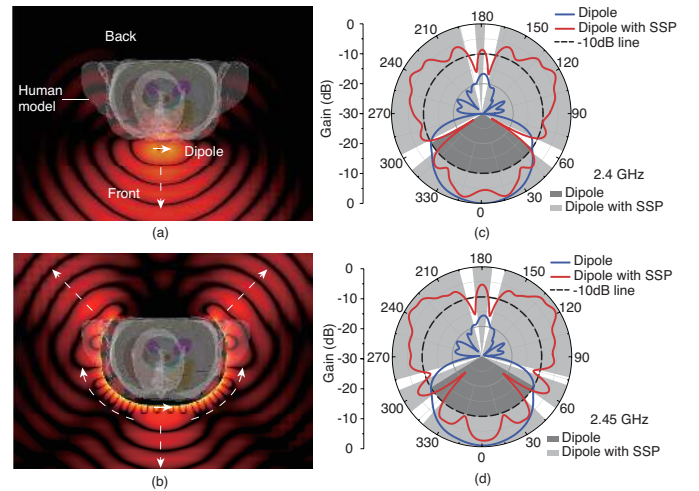 Back
Human
model
Dipole
Front
(a)
(b)
-0
-10
-20
-30
-20
-10
0
Gain (dB)
180
210
150
240
120
270
90
300
60
330
30
0
Dipole
Dipole with SSP
-10dB line
2.4 GHz
Dipole
Dipole with SSP
(c)
0
-10
-20
-30
-20
-10
0
Gain (dB)
180
210
150
240
120
270
90
300
60
330
30
0
Dipole
Dipole with SSP
-10dB line
2.45 GHz
Dipole
Dipole with SSP
(d)